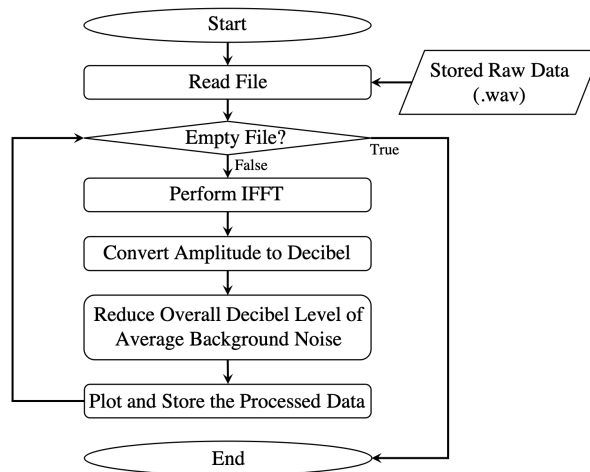 Start
Read File
Stored Raw Data
(.wav)
Empty File?
True
False
Perform IFFT
Convert Amplitude to Decibel
Reduce Overall Decibel Level of
Average Background Noise
Plot and Store the Processed Data
End